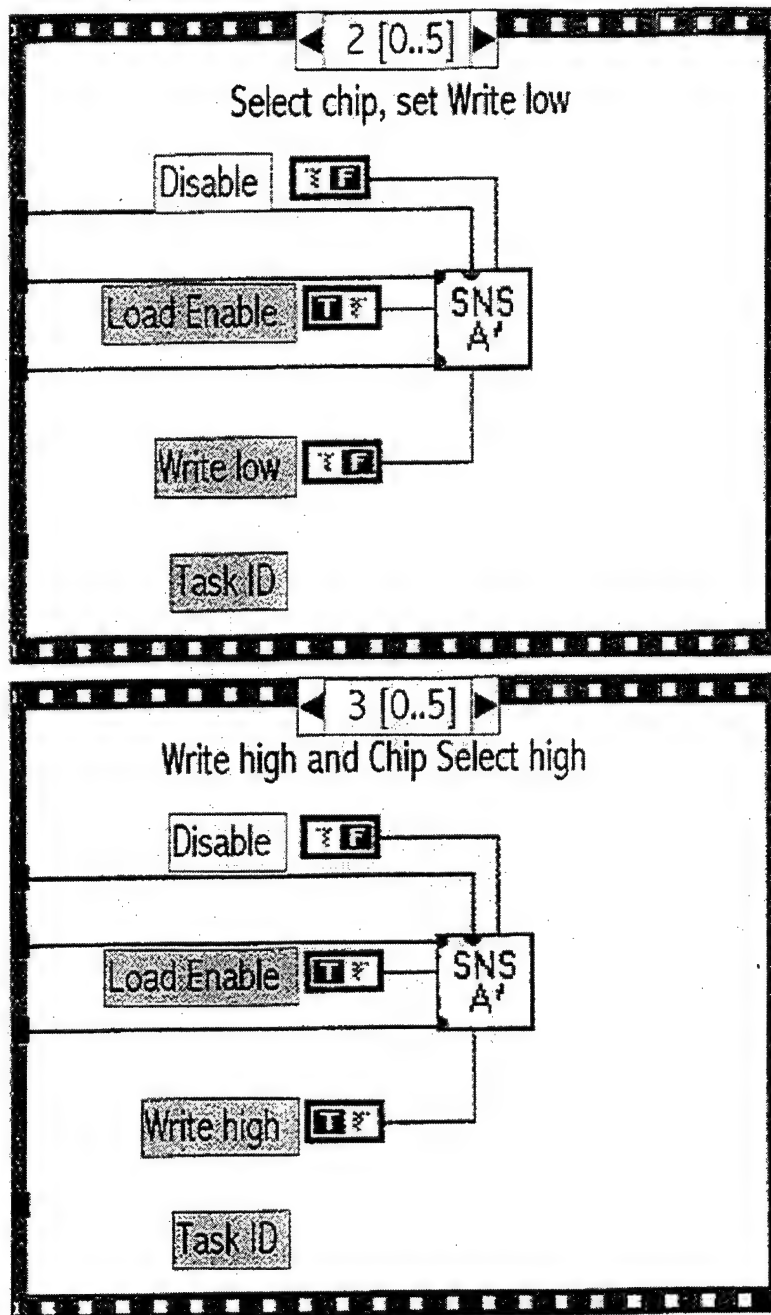 2 [0..5]
Select chip, set Write low
Disable F
Load Enable T
SNS
A'
Write low F
Task ID
3 [0..5]
Write high and Chip Select high
Disable F
Load Enable T
SNS
A'
Write high T
Task ID